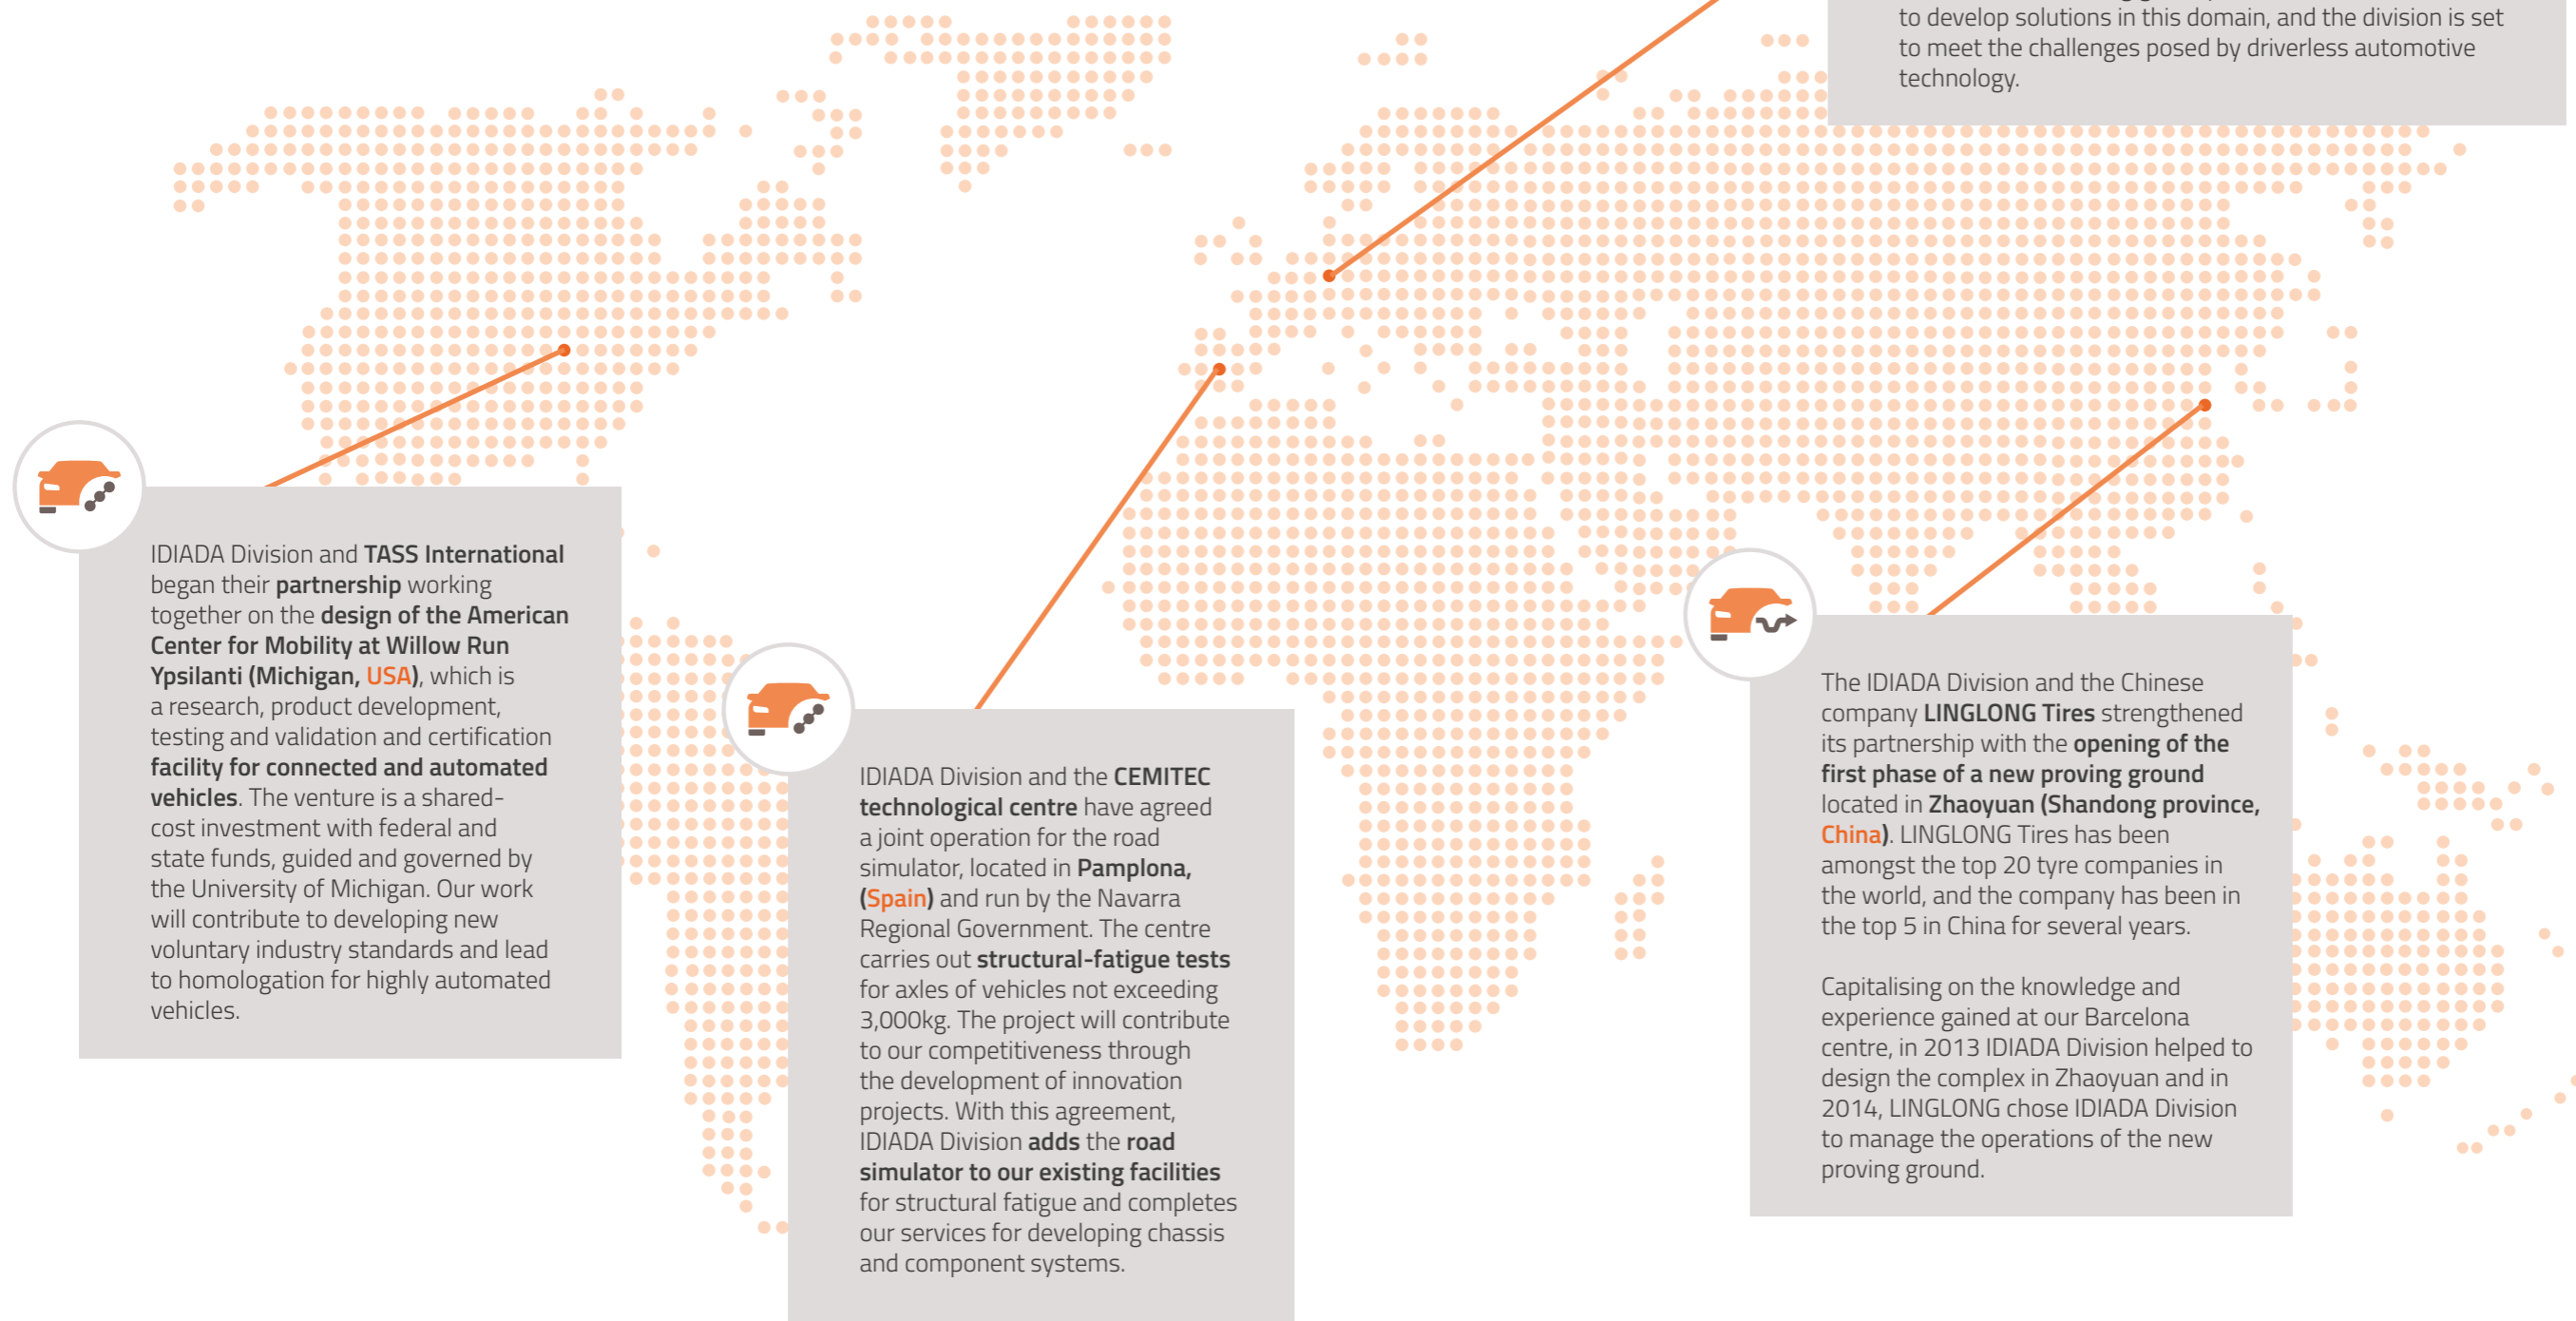 to develop solutions in this domain, and the division is set
to meet the challenges posed by driverless automotive
technology.
IDIADA Division and TASS International
began their partnership working
together on the design of the American
Center for Mobility at Willow Run
Ypsilanti (Michigan, USA), which is
a research, product development,
testing and validation and certification
facility for connected and automated
vehicles. The venture is a shared-
cost investment with federal and
state funds, guided and governed by
the University of Michigan. Our work
will contribute to developing new
voluntary industry standards and lead
to homologation for highly automated
vehicles.
IDIADA Division and the CEMITEC
technological centre have agreed
a joint operation for the road
simulator, located in Pamplona,
(Spain) and run by the Navarra
Regional Government. The centre
carries out structural-fatigue tests
for axles of vehicles not exceeding
3,000kg. The project will contribute
to our competitiveness through
the development of innovation
projects. With this agreement,
IDIADA Division adds the road
simulator to our existing facilities
for structural fatigue and completes
our services for developing chassis
and component systems.
The IDIADA Division and the Chinese
company LINGLONG Tires strengthened
its partnership with the opening of the
first phase of a new proving ground
located in Zhaoyuan (Shandong province,
China). LINGLONG Tires has been
amongst the top 20 tyre companies in
the world, and the company has been in
the top 5 in China for several years.
Capitalising on the knowledge and
experience gained at our Barcelona
centre, in 2013 IDIADA Division helped to
design the complex in Zhaoyuan and in
2014, LINGLONG chose IDIADA Division
to manage the operations of the new
proving ground.